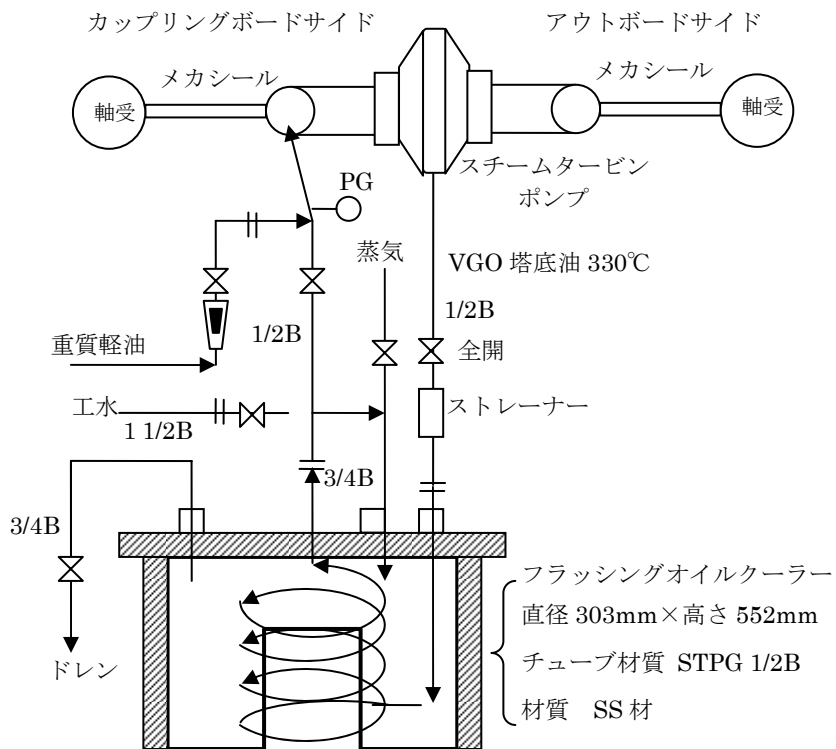 カップリングボードサイド
アウトボードサイド
メカシール
メカシール
軸受
軸受
スチームタービン
ポンプ
PG
蒸気
VGO 塔底油 330℃
1/2B
1/2B
全開
重質軽油
工水
1 1/2B
ストレーナー
3/4B
3/4B
ドレン
フラッシングオイルクーラー
直径 303mm×高さ 552mm
チューブ材質 STPG 1/2B
材質 SS 材